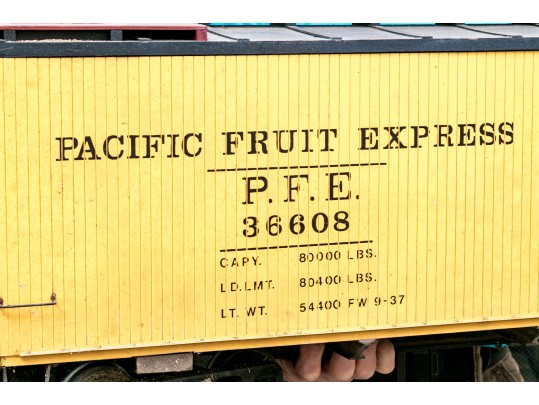 PACIFIC FRUIT EXPRESS
P.F.E.
36608
CAPY. 80000 LBS.
LD.LMT. 80400 LBS.
LT. WT. 54400 FW 9-37